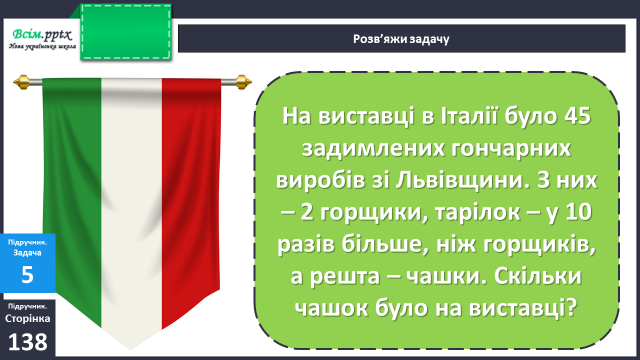 Всім.pptx
Нова українська школа
Розв’яжи задачу
На виставці в Італії було 45
задимлених гончарних
виробів зі Львівщини. З них
– 2 горщики, тарілок – у 10
разів більше, ніж горщиків,
а решта – чашки. Скільки
чашок було на виставці?
Підручник.
Задача
5
Підручник.
Сторінка
138